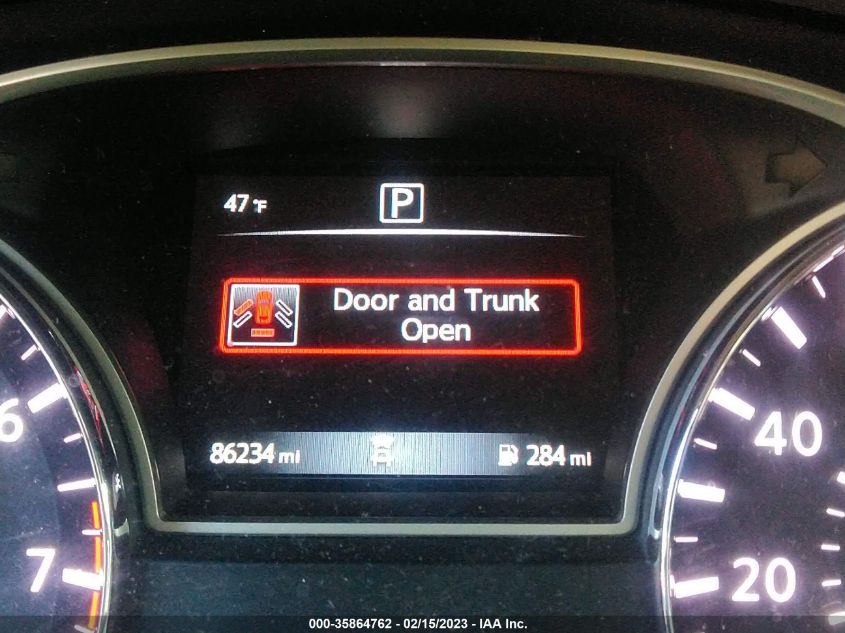 47 °F P
Door and Trunk
Open
86234 mi 284 mi
6
7
40
20
000-35864762 - 02/15/2023 - IAA Inc.